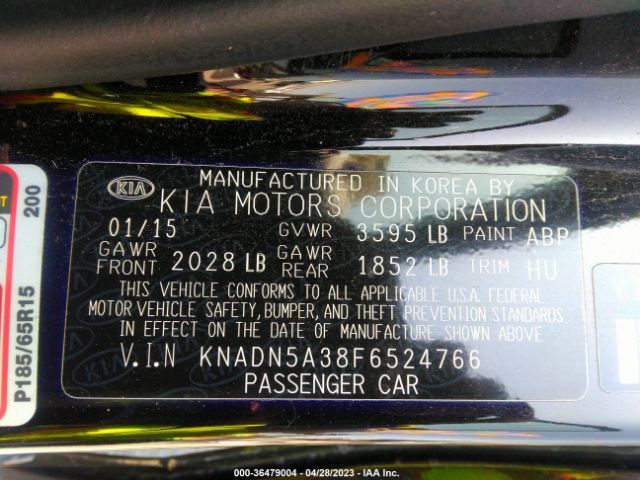 KIA
MANUFACTURED IN KOREA BY
KIA MOTORS CORPORATION
01/15 GVWR 3595 LB PAINT ABP
GAWR FRONT 2028 LB GAWR REAR 1852 LB TRIM HU
THIS VEHICLE CONFORMS TO ALL APPLICABLE U.S.A. FEDERAL
MOTOR VEHICLE SAFETY, BUMPER, AND THEFT PREVENTION STANDARDS
IN EFFECT ON THE DATE OF MANUFACTURE SHOWN ABOVE
V.I.N KNADN5A38F6524766
PASSENGER CAR
200
P185/65R15
000-36479004 - 04/28/2023 - IAA Inc.